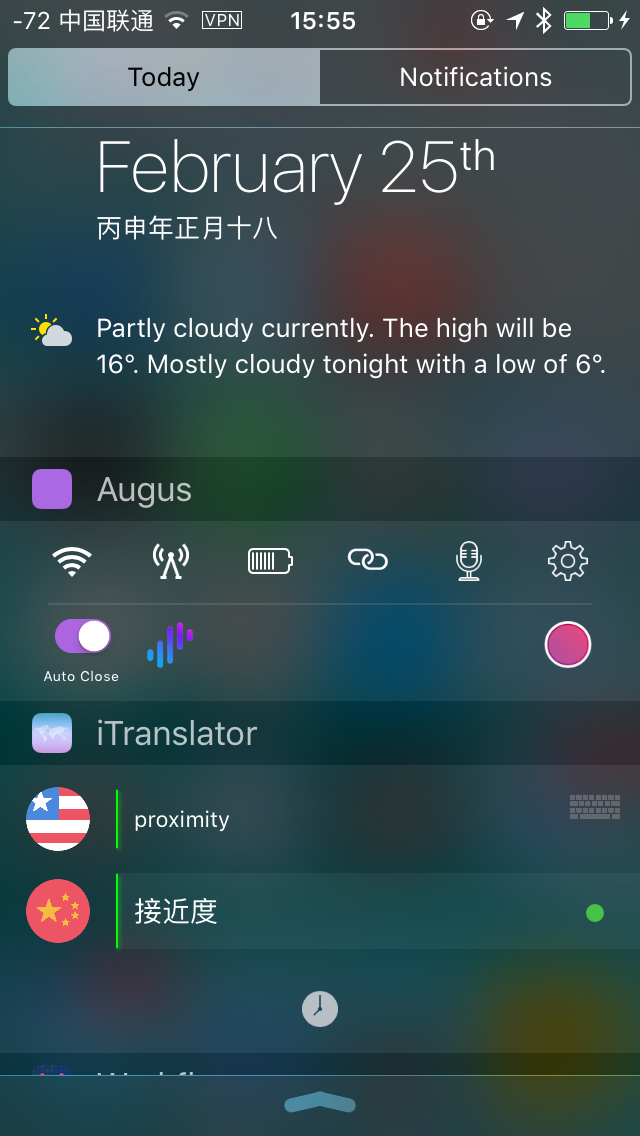 -72 中国联通 VPN 15:55
Today Notifications
February 25th
丙申年正月十八
Partly cloudy currently. The high will be
16°. Mostly cloudy tonight with a low of 6°.
Augus
Auto Close
iTranslator
proximity
接近度